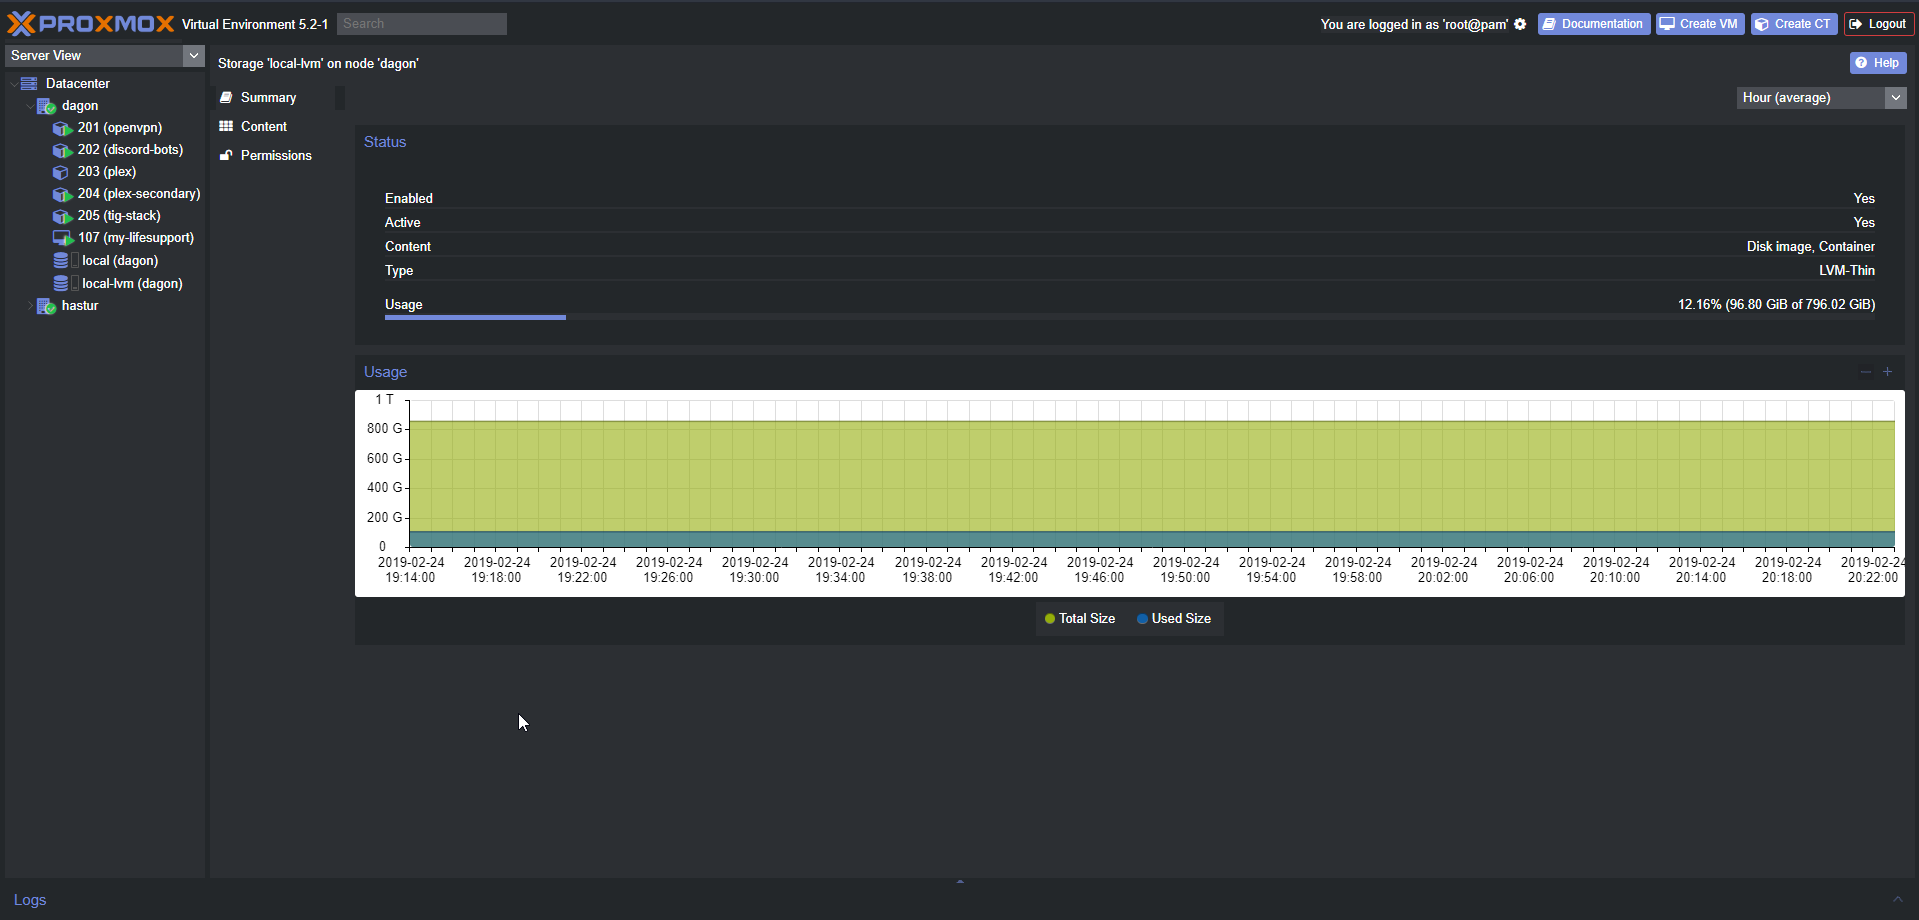 PROXMOX Virtual Environment 5.2-1 Search You are logged in as 'root@pam' Documentation Create VM Create CT Logout
Server View
Storage 'local-lvm' on node 'dagon' Help
Datacenter
dagon
201 (openvpn)
202 (discord-bots)
203 (plex)
204 (plex-secondary)
205 (tig-stack)
107 (my-lifesupport)
local (dagon)
local-lvm (dagon)
hastur
Summary
Content
Permissions
Hour (average)
Status
Enabled Yes
Active Yes
Content Disk image, Container
Type LVM-Thin
Usage 12.16% (96.80 GiB of 796.02 GiB)
Usage
1 T
800 G
600 G
400 G
200 G
0
2019-02-24 2019-02-24 2019-02-24 2019-02-24 2019-02-24 2019-02-24 2019-02-24 2019-02-24 2019-02-24 2019-02-24 2019-02-24 2019-02-24 2019-02-24 2019-02-24 2019-02-24 2019-02-24 2019-02-24 2019-02-24
19:14:00 19:18:00 19:22:00 19:26:00 19:30:00 19:34:00 19:38:00 19:42:00 19:46:00 19:50:00 19:54:00 19:58:00 20:02:00 20:06:00 20:10:00 20:14:00 20:18:00 20:22:00
Total Size Used Size
Logs